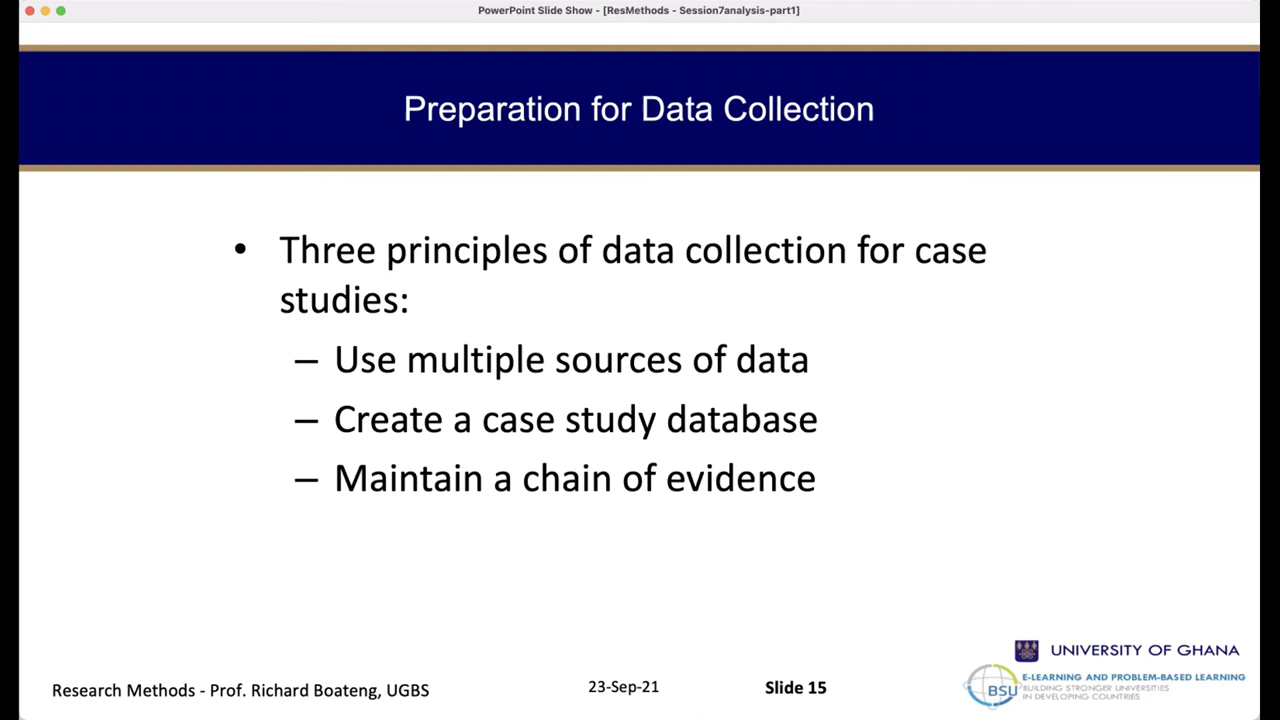 PowerPoint Slide Show - [ResMethods - Session7analysis-part1]
Preparation for Data Collection
• Three principles of data collection for case
studies:
– Use multiple sources of data
– Create a case study database
– Maintain a chain of evidence
UNIVERSITY OF GHANA
BSU
E-LEARNING AND PROBLEM-BASED LEARNING
BUILDING STRONGER UNIVERSITIES
IN DEVELOPING COUNTRIES
Research Methods - Prof. Richard Boateng, UGBS
23-Sep-21
Slide 15